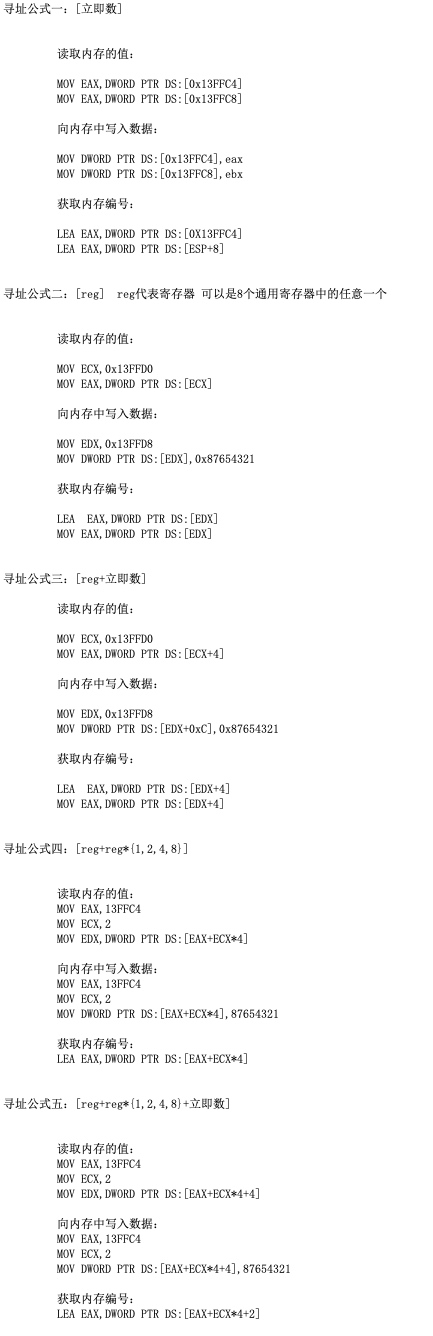 寻址公式一：[立即数]
读取内存的值：
MOV EAX,DWORD PTR DS:[0x13FFC4]
MOV EAX,DWORD PTR DS:[0x13FFC8]
向内存中写入数据：
MOV DWORD PTR DS:[0x13FFC4],eax
MOV DWORD PTR DS:[0x13FFC8],ebx
获取内存编号：
LEA EAX,DWORD PTR DS:[0X13FFC4]
LEA EAX,DWORD PTR DS:[ESP+8]
寻址公式二：[reg]  reg代表寄存器 可以是8个通用寄存器中的任意一个
读取内存的值：
MOV ECX,0x13FFD0
MOV EAX,DWORD PTR DS:[ECX]
向内存中写入数据：
MOV EDX,0x13FFD8
MOV DWORD PTR DS:[EDX],0x87654321
获取内存编号：
LEA  EAX,DWORD PTR DS:[EDX]
MOV EAX,DWORD PTR DS:[EDX]
寻址公式三：[reg+立即数]
读取内存的值：
MOV ECX,0x13FFD0
MOV EAX,DWORD PTR DS:[ECX+4]
向内存中写入数据：
MOV EDX,0x13FFD8
MOV DWORD PTR DS:[EDX+0xC],0x87654321
获取内存编号：
LEA  EAX,DWORD PTR DS:[EDX+4]
MOV EAX,DWORD PTR DS:[EDX+4]
寻址公式四：[reg+reg*{1,2,4,8}]
读取内存的值：
MOV EAX,13FFC4
MOV ECX,2
MOV EDX,DWORD PTR DS:[EAX+ECX*4]
向内存中写入数据：
MOV EAX,13FFC4
MOV ECX,2
MOV DWORD PTR DS:[EAX+ECX*4],87654321
获取内存编号：
LEA EAX,DWORD PTR DS:[EAX+ECX*4]
寻址公式五：[reg+reg*{1,2,4,8}+立即数]
读取内存的值：
MOV EAX,13FFC4
MOV ECX,2
MOV EDX,DWORD PTR DS:[EAX+ECX*4+4]
向内存中写入数据：
MOV EAX,13FFC4
MOV ECX,2
MOV DWORD PTR DS:[EAX+ECX*4+4],87654321
获取内存编号：
LEA EAX,DWORD PTR DS:[EAX+ECX*4+2]